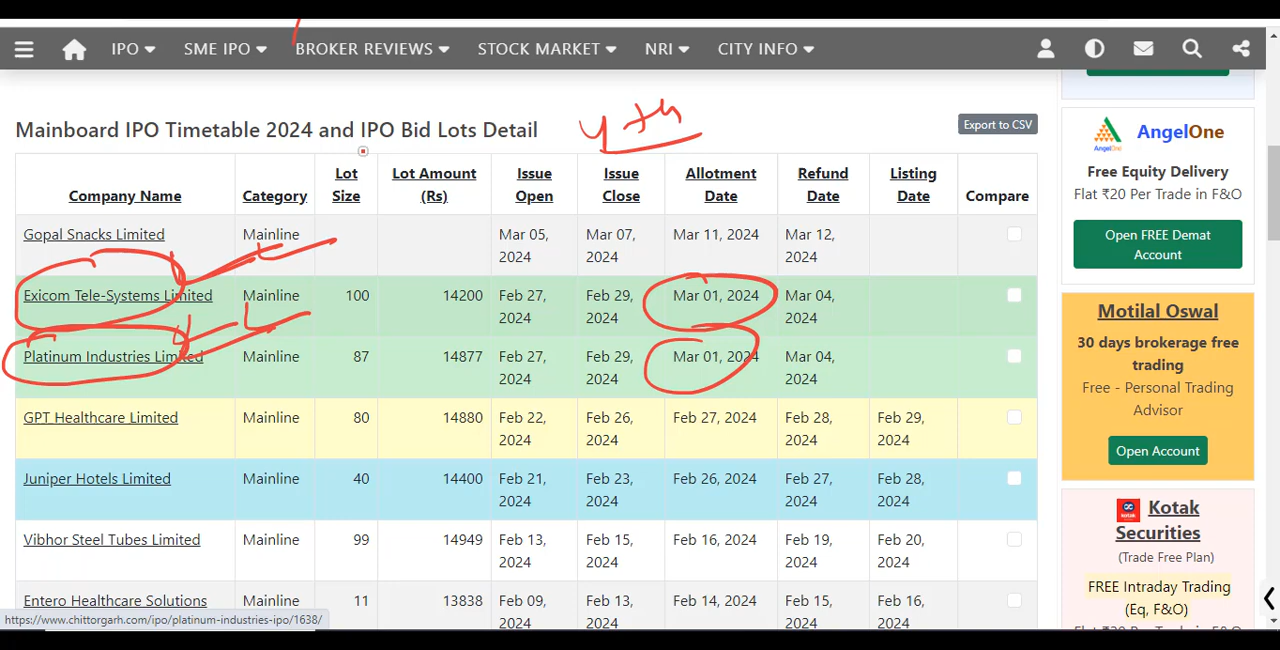 IPO SME IPO BROKER REVIEWS STOCK MARKET NRI CITY INFO
Mainboard IPO Timetable 2024 and IPO Bid Lots Detail
Export to CSV
Company Name Category Lot Size Lot Amount (Rs) Issue Open Issue Close Allotment Date Refund Date Listing Date Compare
Gopal Snacks Limited Mainline Mar 05, 2024 Mar 07, 2024 Mar 11, 2024 Mar 12, 2024
Exicom Tele-Systems Limited Mainline 100 14200 Feb 27, 2024 Feb 29, 2024 Mar 01, 2024 Mar 04, 2024
Platinum Industries Limited Mainline 87 14877 Feb 27, 2024 Feb 29, 2024 Mar 01, 2024 Mar 04, 2024
GPT Healthcare Limited Mainline 80 14880 Feb 22, 2024 Feb 26, 2024 Feb 27, 2024 Feb 28, 2024 Feb 29, 2024
Juniper Hotels Limited Mainline 40 14400 Feb 21, 2024 Feb 23, 2024 Feb 26, 2024 Feb 27, 2024 Feb 28, 2024
Vibhor Steel Tubes Limited Mainline 99 14949 Feb 13, 2024 Feb 15, 2024 Feb 16, 2024 Feb 19, 2024 Feb 20, 2024
Entero Healthcare Solutions Mainline 11 13838 Feb 09, 2024 Feb 13, 2024 Feb 14, 2024 Feb 15, 2024 Feb 16, 2024
https://www.chittorgarh.com/ipo/platinum-industries-ipo/1638/
AngelOne
AngelOne
Free Equity Delivery
Flat ₹20 Per Trade in F&O
Open FREE Demat
Account
Motilal Oswal
30 days brokerage free
trading
Free - Personal Trading
Advisor
Open Account
kotak
Kotak
Securities
(Trade Free Plan)
FREE Intraday Trading
(Eq, F&O)
Flat ₹20 Per Trade in F&O